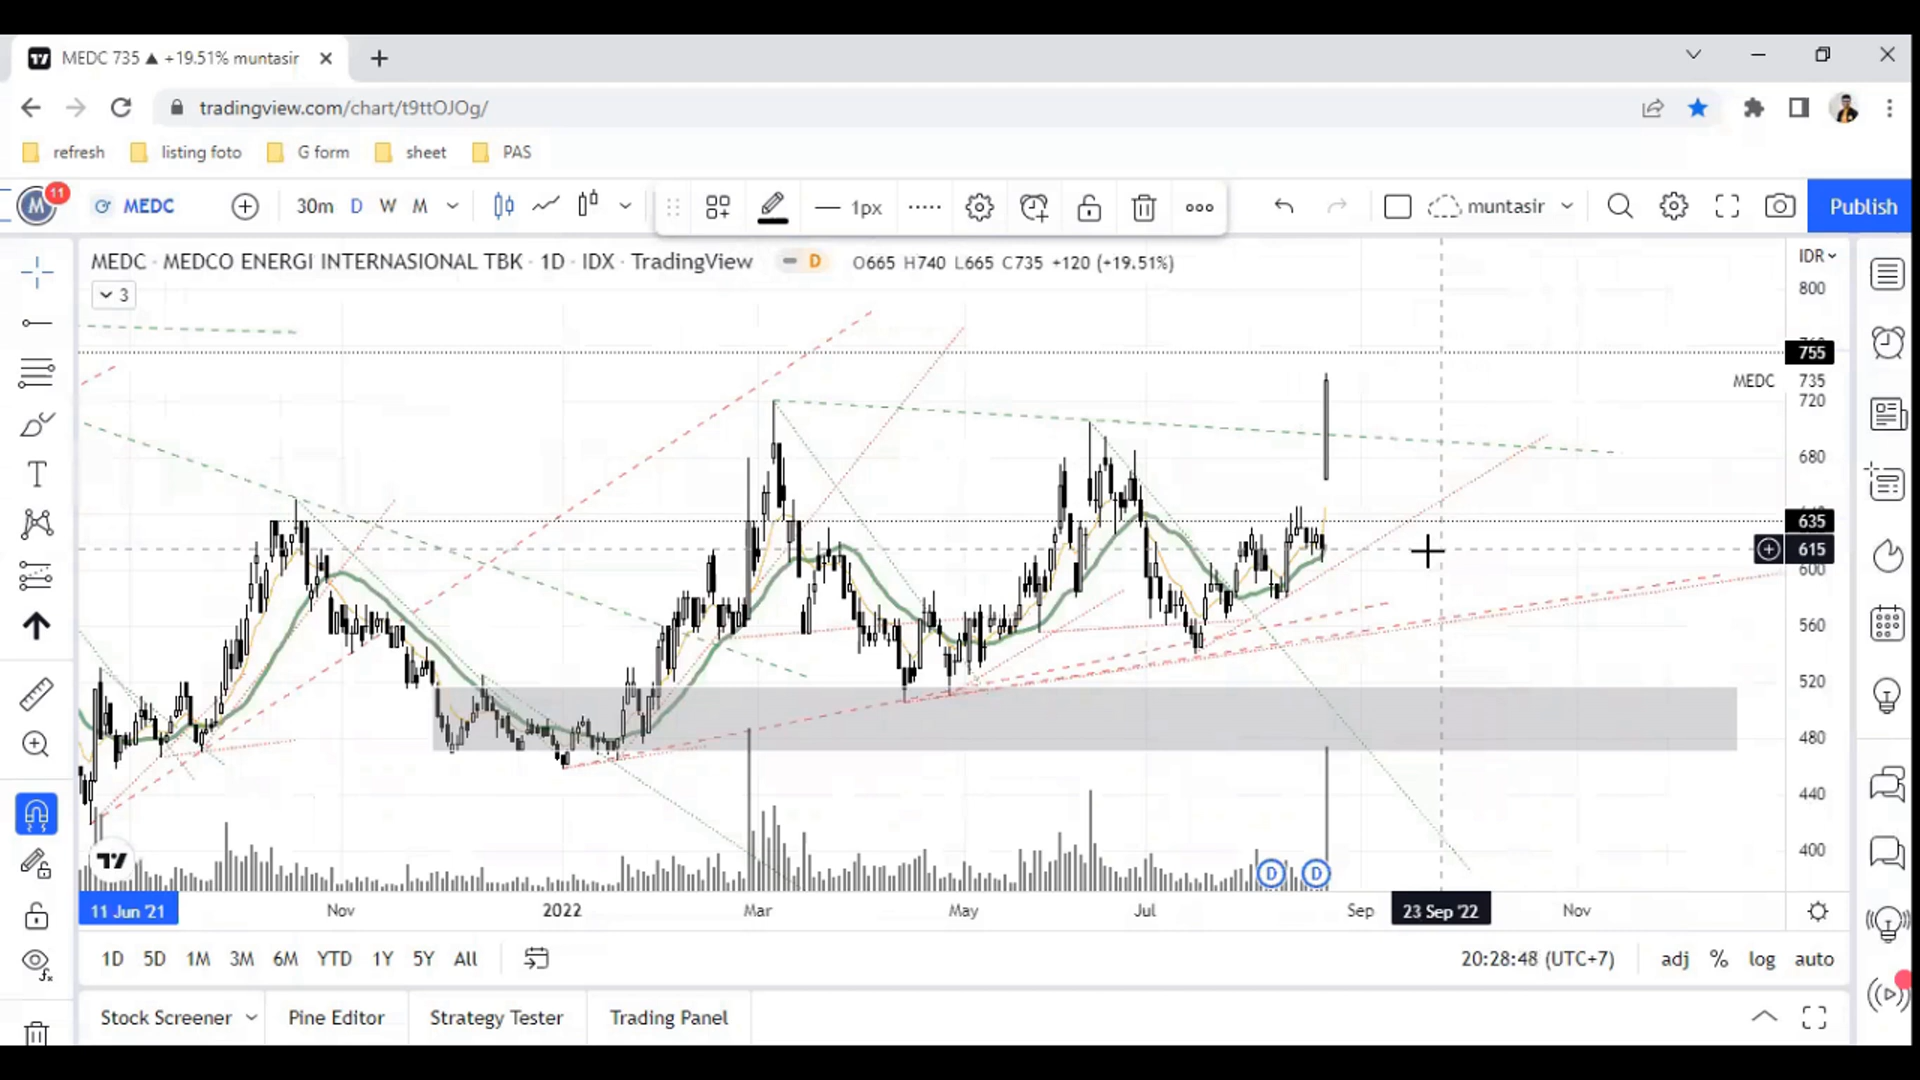 MEDC 735 ▲ +19.51% muntasir
tradingview.com/chart/t9ttOJOg/
refresh listing foto G form sheet PAS
M 11 MEDC 30m D W M 1px muntasir Publish
MEDC · MEDCO ENERGI INTERNASIONAL TBK · 1D · IDX · TradingView D O665 H740 L665 C735 +120 (+19.51%) IDR
3
800
755
MEDC 735
720
680
635
615
600
560
520
480
440
400
D D
11 Jun '21 Nov 2022 Mar May Jul Sep 23 Sep '22 Nov
1D 5D 1M 3M 6M YTD 1Y 5Y All 20:28:48 (UTC+7) adj % log auto
Stock Screener Pine Editor Strategy Tester Trading Panel